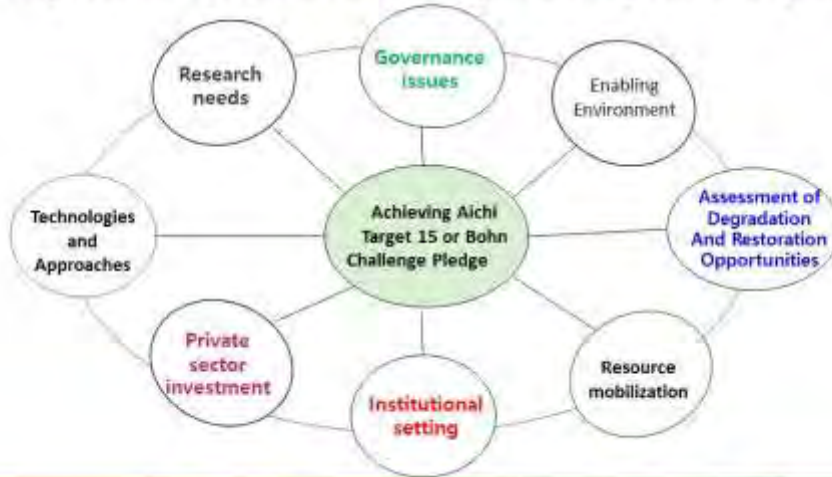 Governance
issues
Research
needs
Enabling
Environment
Technologies
and
Approaches
Achieving Aichi
Target 15 or Bohn
Challenge Pledge
Assessment of
Degradation
And Restoration
Opportunities
Private
sector
investment
Institutional
setting
Resource
mobilization